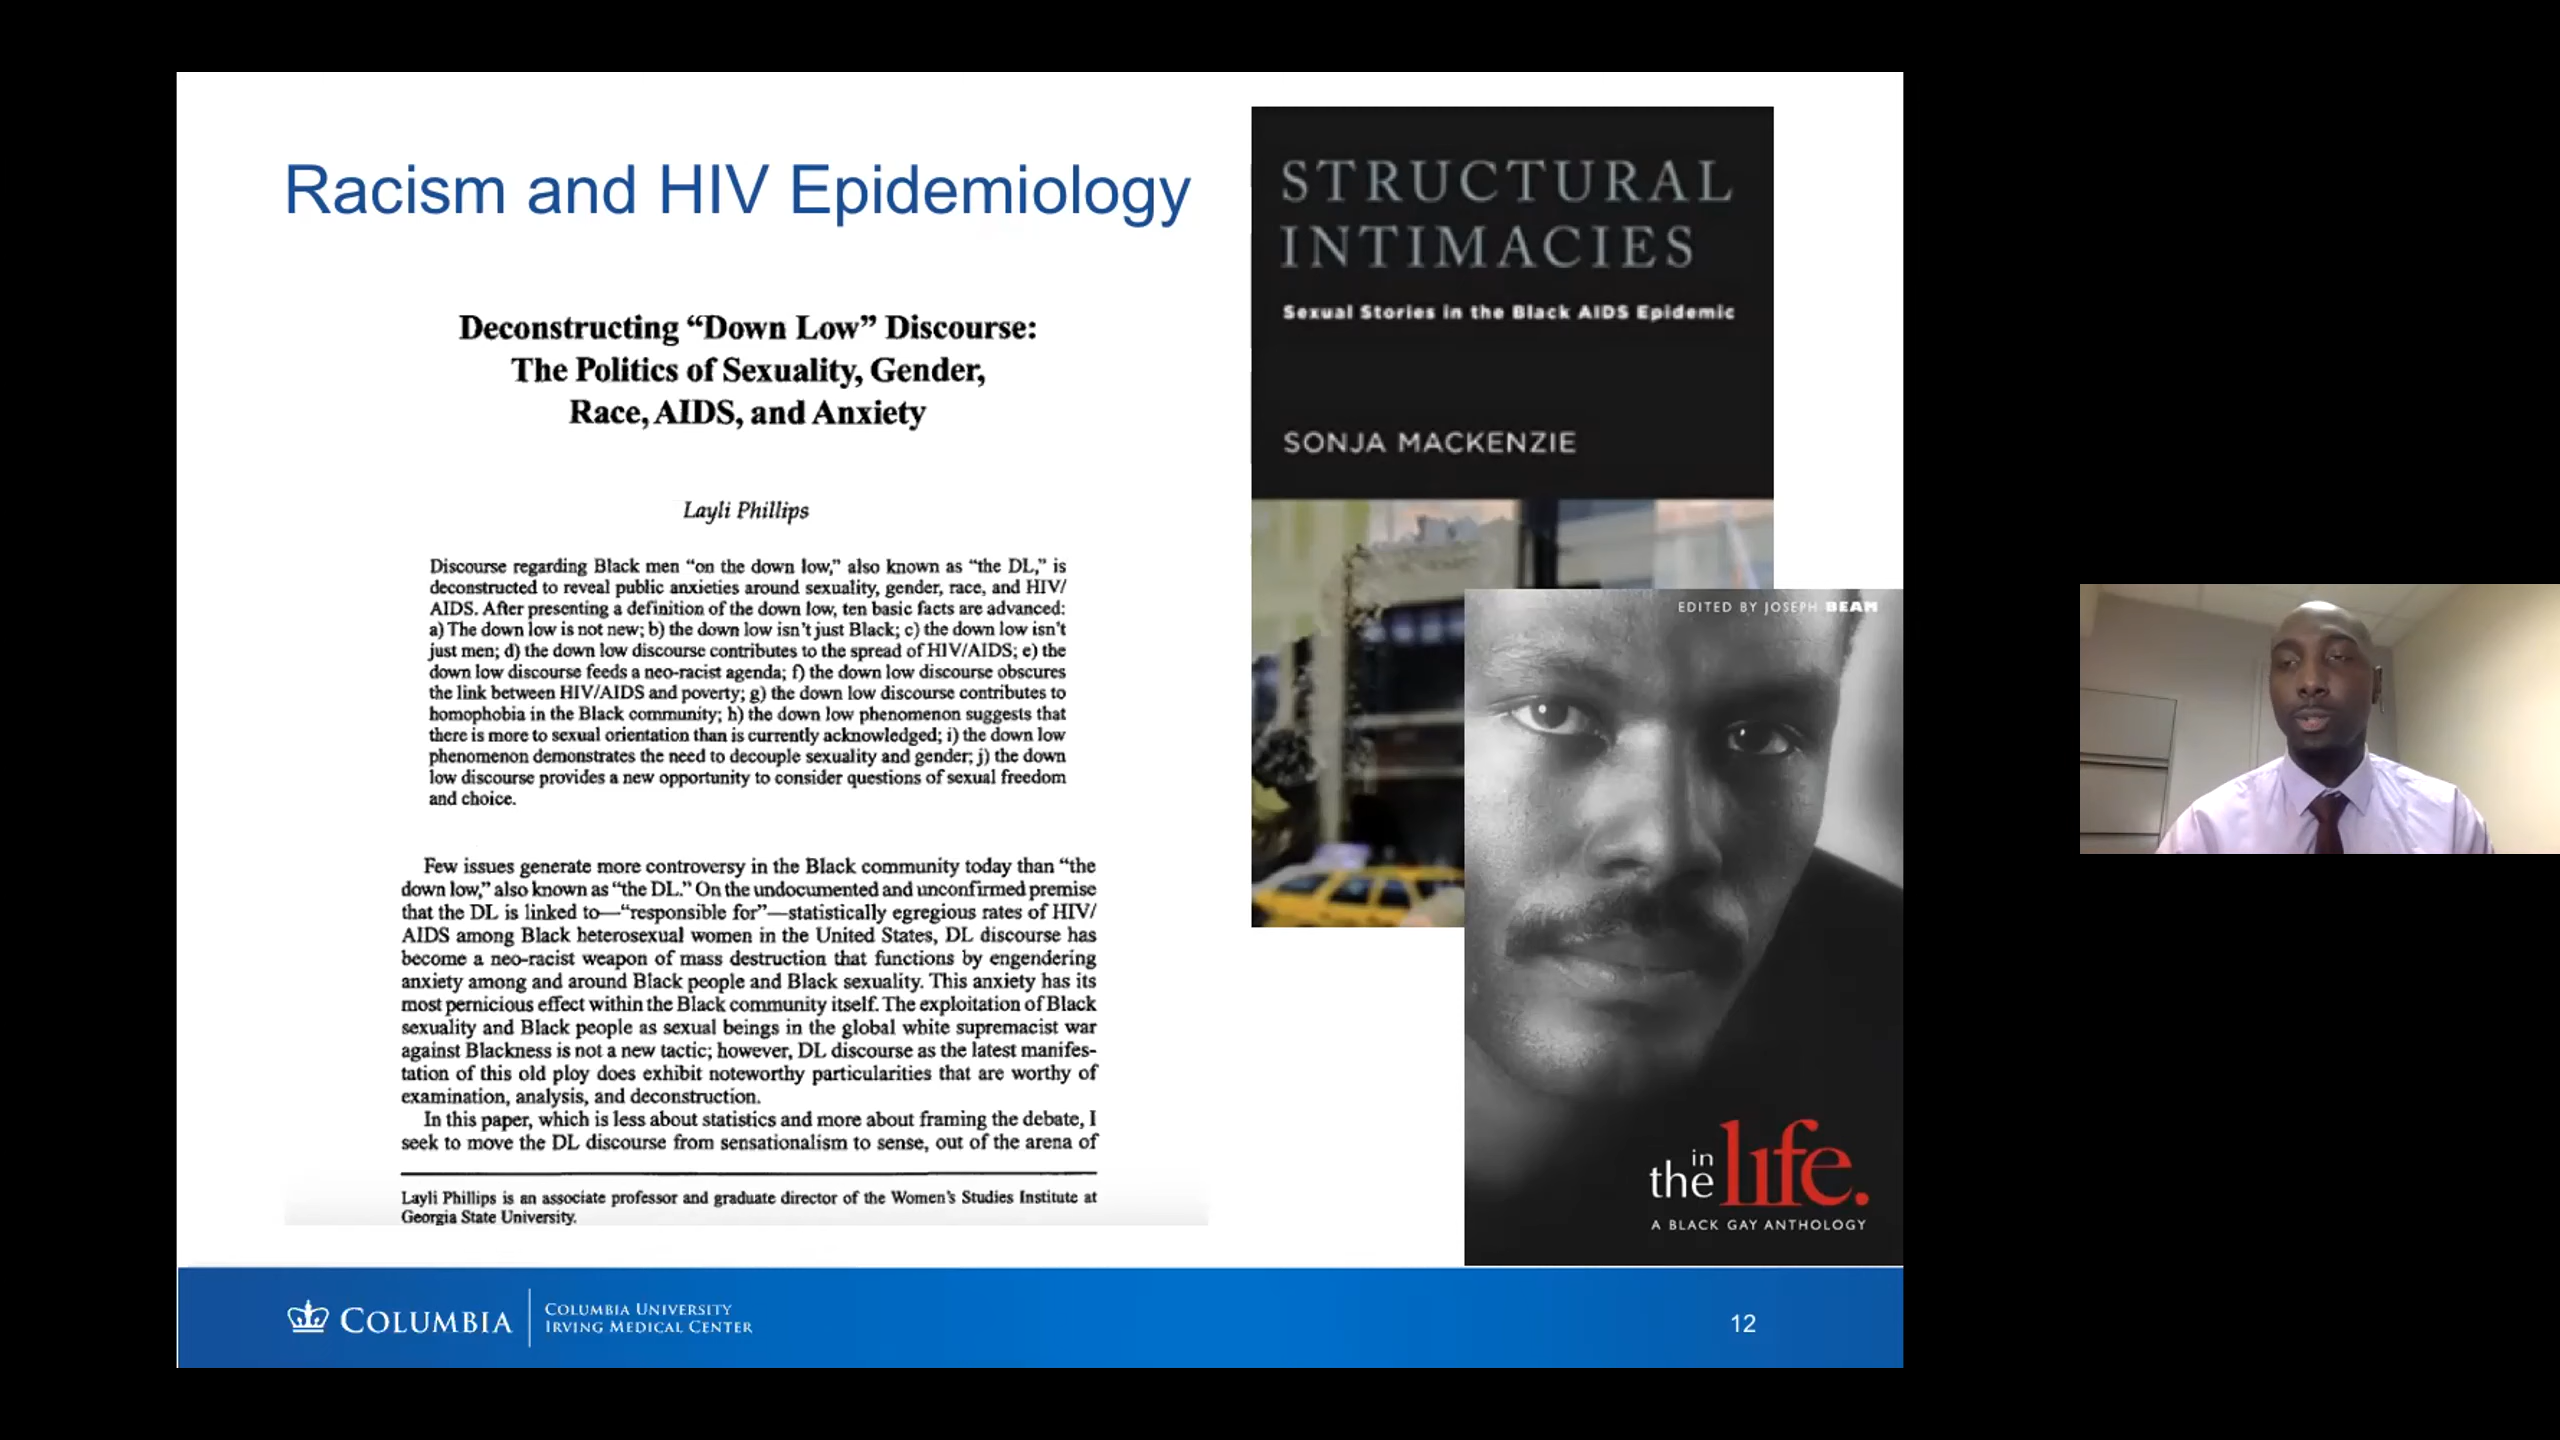 Racism and HIV Epidemiology
Deconstructing “Down Low” Discourse:
The Politics of Sexuality, Gender,
Race, AIDS, and Anxiety
Layli Phillips
Discourse regarding Black men “on the down low,” also known as “the DL,” is
deconstructed to reveal public anxieties around sexuality, gender, race, and HIV/
AIDS. After presenting a definition of the down low, ten basic facts are advanced:
a) The down low is not new; b) the down low isn’t just Black; c) the down low isn’t
just men; d) the down low discourse contributes to the spread of HIV/AIDS; e) the
down low discourse feeds a neo-racist agenda; f) the down low discourse obscures
the link between HIV/AIDS and poverty; g) the down low discourse contributes to
homophobia in the Black community; h) the down low phenomenon suggests that
there is more to sexual orientation than is currently acknowledged; i) the down low
phenomenon demonstrates the need to decouple sexuality and gender; j) the down
low discourse provides a new opportunity to consider questions of sexual freedom
and choice.
Few issues generate more controversy in the Black community today than “the
down low,” also known as “the DL.” On the undocumented and unconfirmed premise
that the DL is linked to—“responsible for”—statistically egregious rates of HIV/
AIDS among Black heterosexual women in the United States, DL discourse has
become a neo-racist weapon of mass destruction that functions by engendering
anxiety among and around Black people and Black sexuality. This anxiety has its
most pernicious effect within the Black community itself. The exploitation of Black
sexuality and Black people as sexual beings in the global white supremacist war
against Blackness is not a new tactic; however, DL discourse as the latest manifes-
tation of this old ploy does exhibit noteworthy particularities that are worthy of
examination, analysis, and deconstruction.
In this paper, which is less about statistics and more about framing the debate, I
seek to move the DL discourse from sensationalism to sense, out of the arena of
Layli Phillips is an associate professor and graduate director of the Women’s Studies Institute at
Georgia State University.
STRUCTURAL
INTIMACIES
Sexual Stories in the Black AIDS Epidemic
SONJA MACKENZIE
EDITED BY JOSEPH BEAM
in
the life.
A BLACK GAY ANTHOLOGY
COLUMBIA
COLUMBIA UNIVERSITY
IRVING MEDICAL CENTER
12